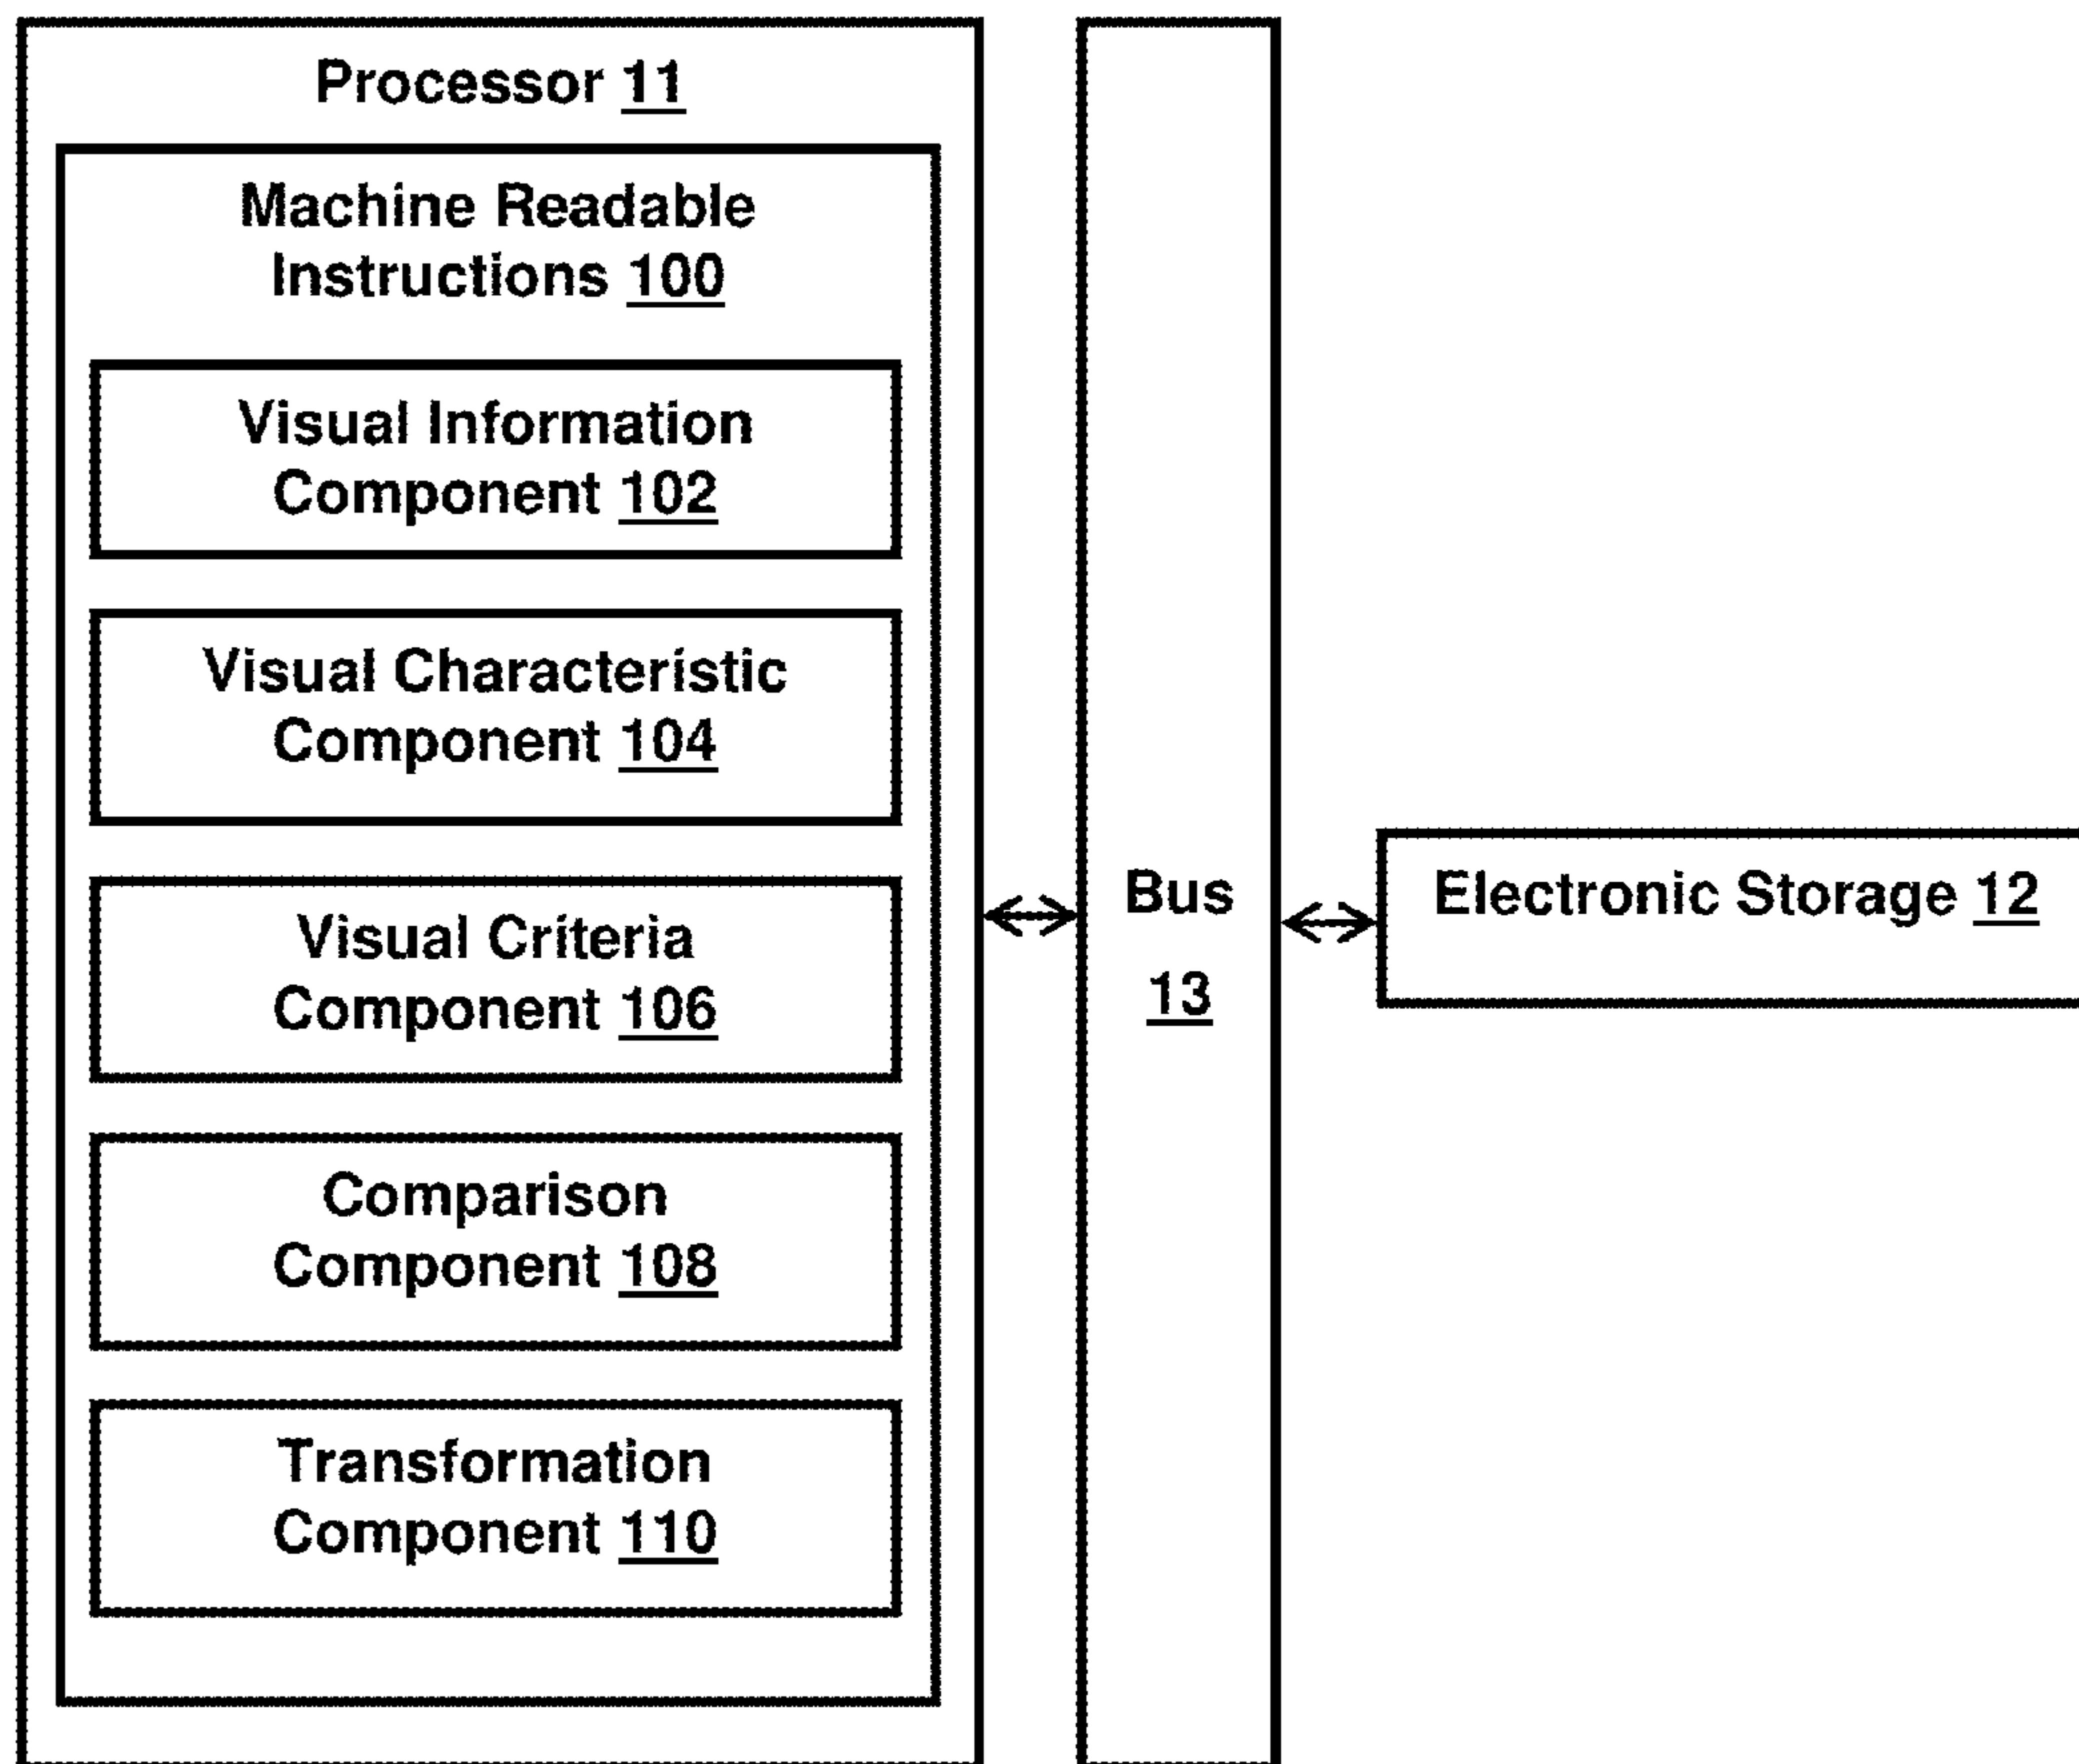 Processor 11
Machine Readable
Instructions 100
Visual Information
Component 102
Visual Characteristic
Component 104
Visual Criteria
Component 106
Comparison
Component 108
Transformation
Component 110
Bus
13
Electronic Storage 12